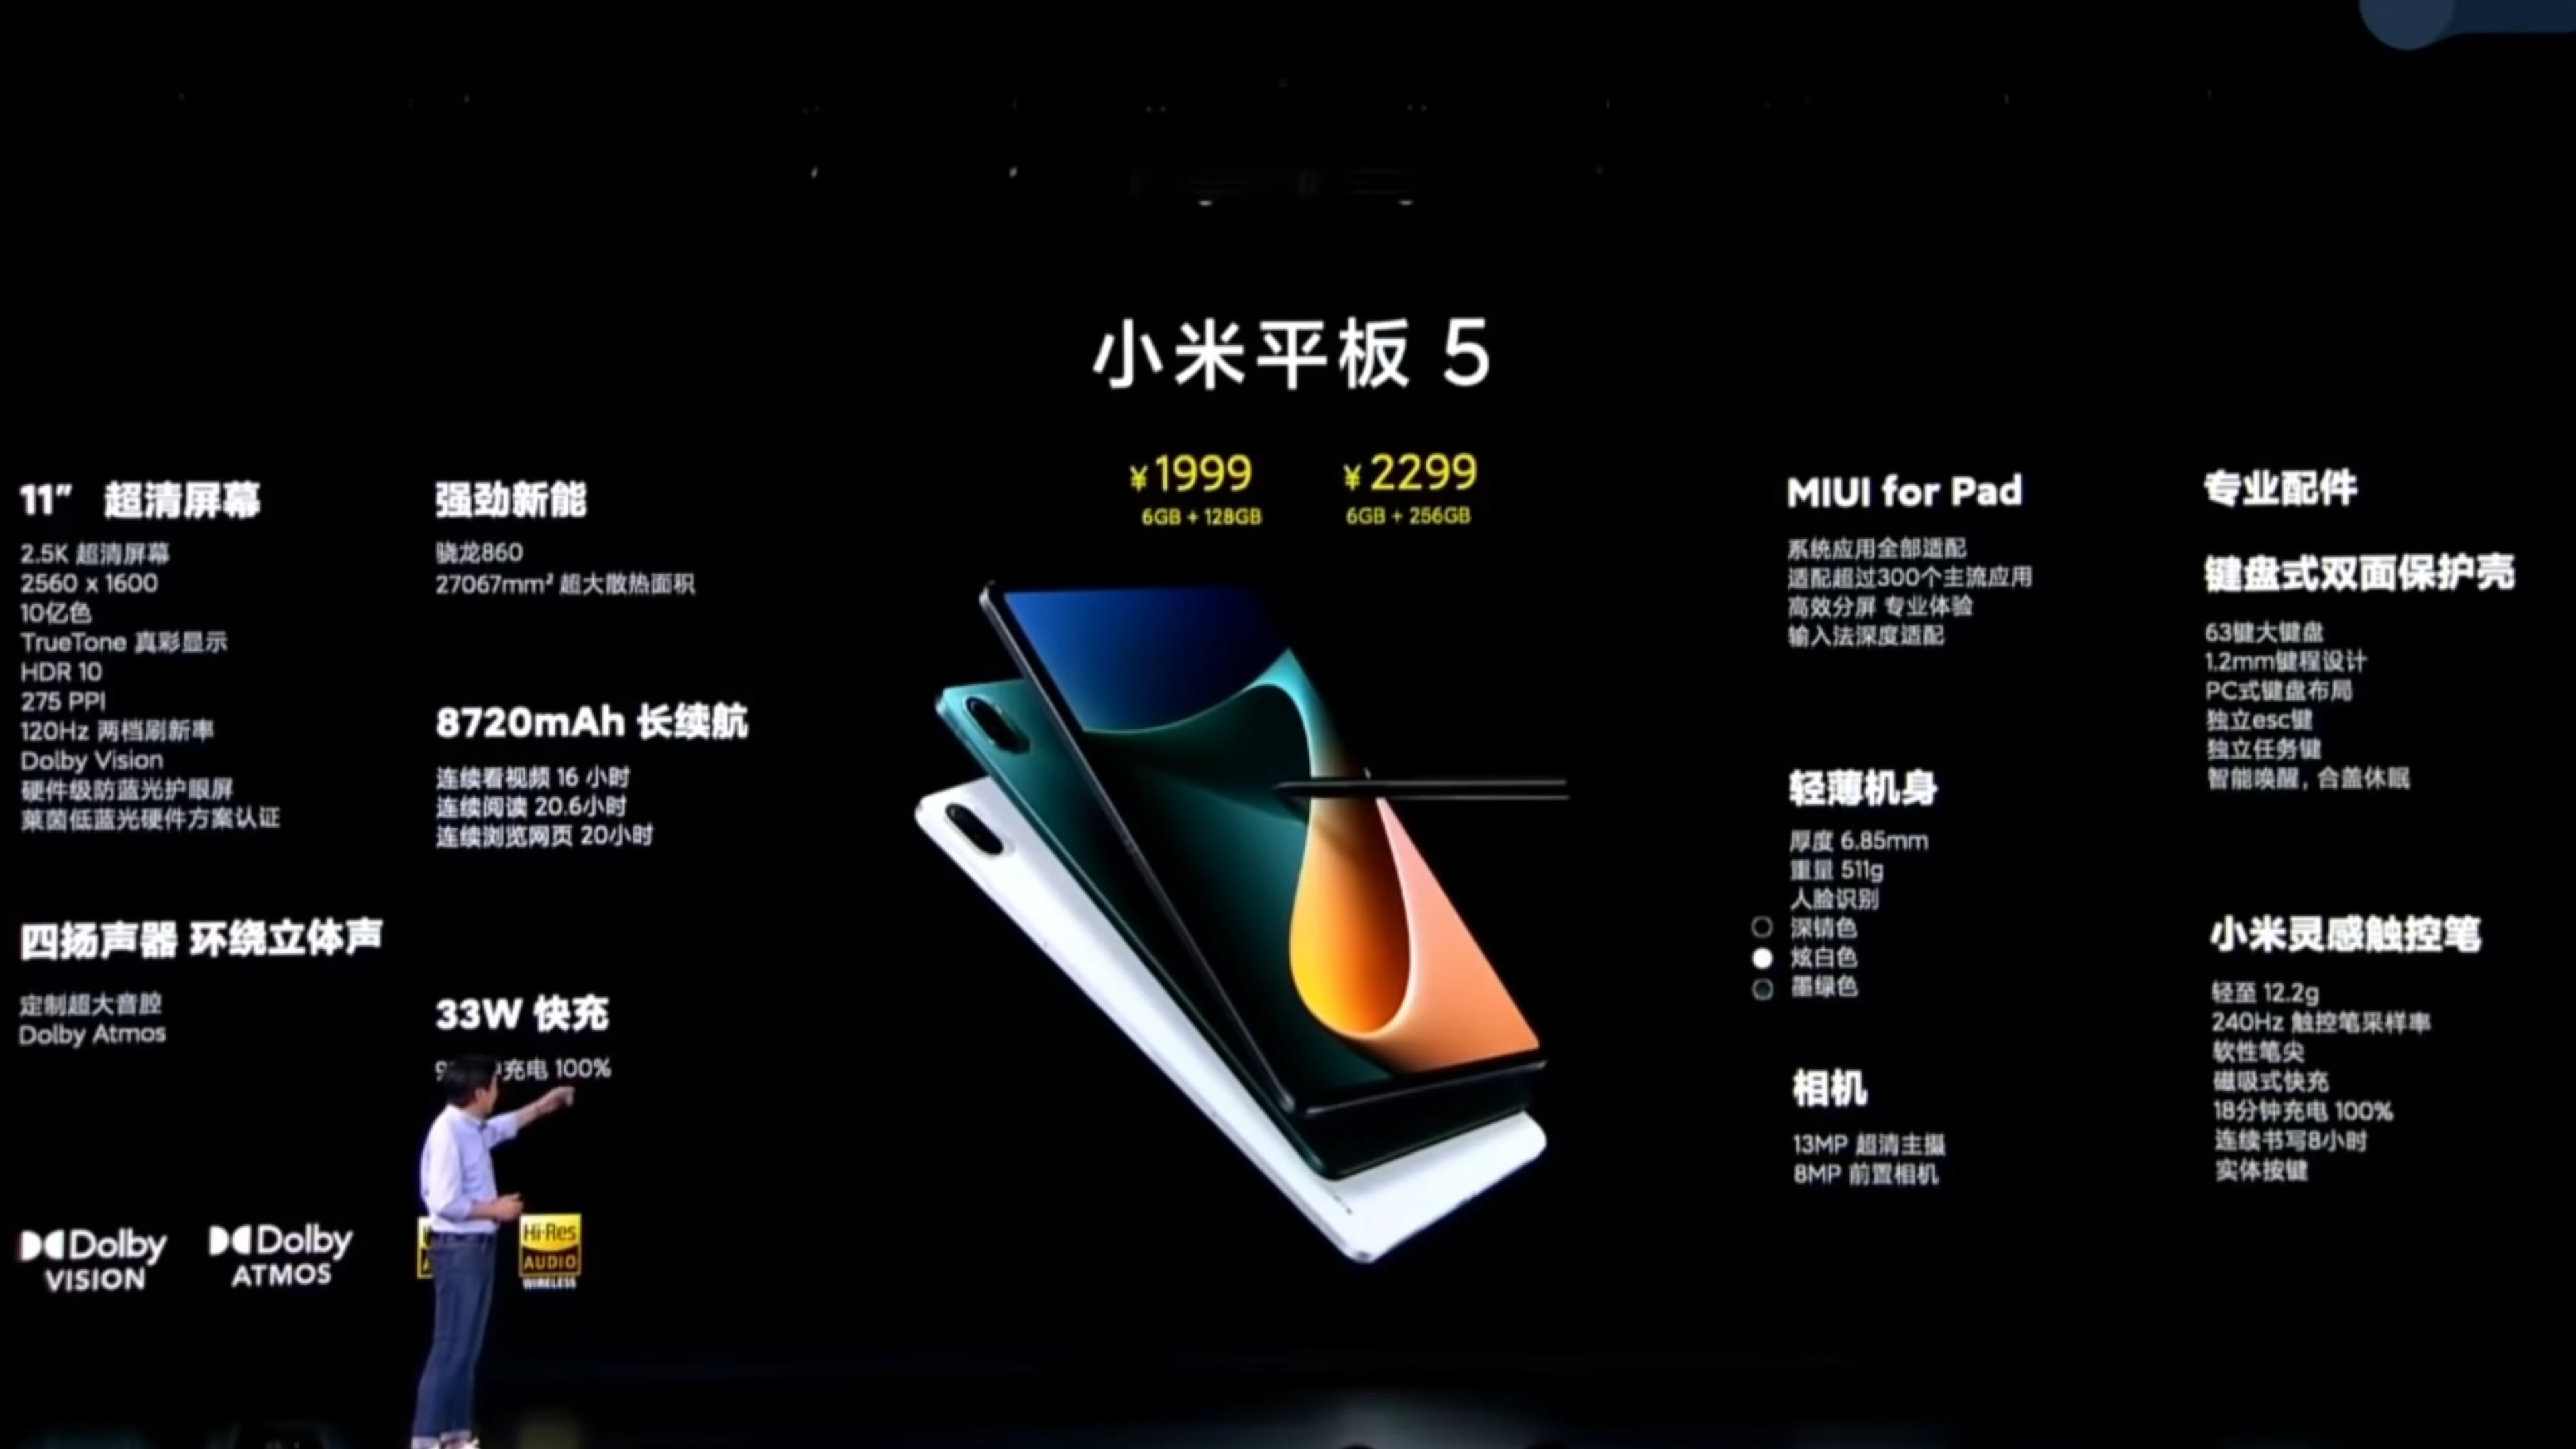 小米平板 5
¥1999
6GB + 128GB
¥2299
6GB + 256GB
11” 超清屏幕
2.5K 超清屏幕
2560 x 1600
10亿色
TrueTone 真彩显示
HDR 10
275 PPI
120Hz 两档刷新率
Dolby Vision
硬件级防蓝光护眼屏
莱茵低蓝光硬件方案认证
四扬声器 环绕立体声
定制超大音腔
Dolby Atmos
强劲新能
骁龙860
27067mm² 超大散热面积
8720mAh 长续航
连续看视频 16 小时
连续阅读 20.6小时
连续浏览网页 20小时
33W 快充
充电 100%
Dolby
VISION
Dolby
ATMOS
Hi-Res
AUDIO
WIRELESS
MIUI for Pad
系统应用全部适配
适配超过300个主流应用
高效分屏 专业体验
输入法深度适配
轻薄机身
厚度 6.85mm
重量 511g
人脸识别
深锖色
炫白色
墨绿色
相机
13MP 超清主摄
8MP 前置相机
专业配件
键盘式双面保护壳
63键大键盘
1.2mm键程设计
PC式键盘布局
独立esc键
独立任务键
智能唤醒, 合盖休眠
小米灵感触控笔
轻至 12.2g
240Hz 触控笔采样率
软性笔尖
磁吸式快充
18分钟充电 100%
连续书写8小时
实体按键